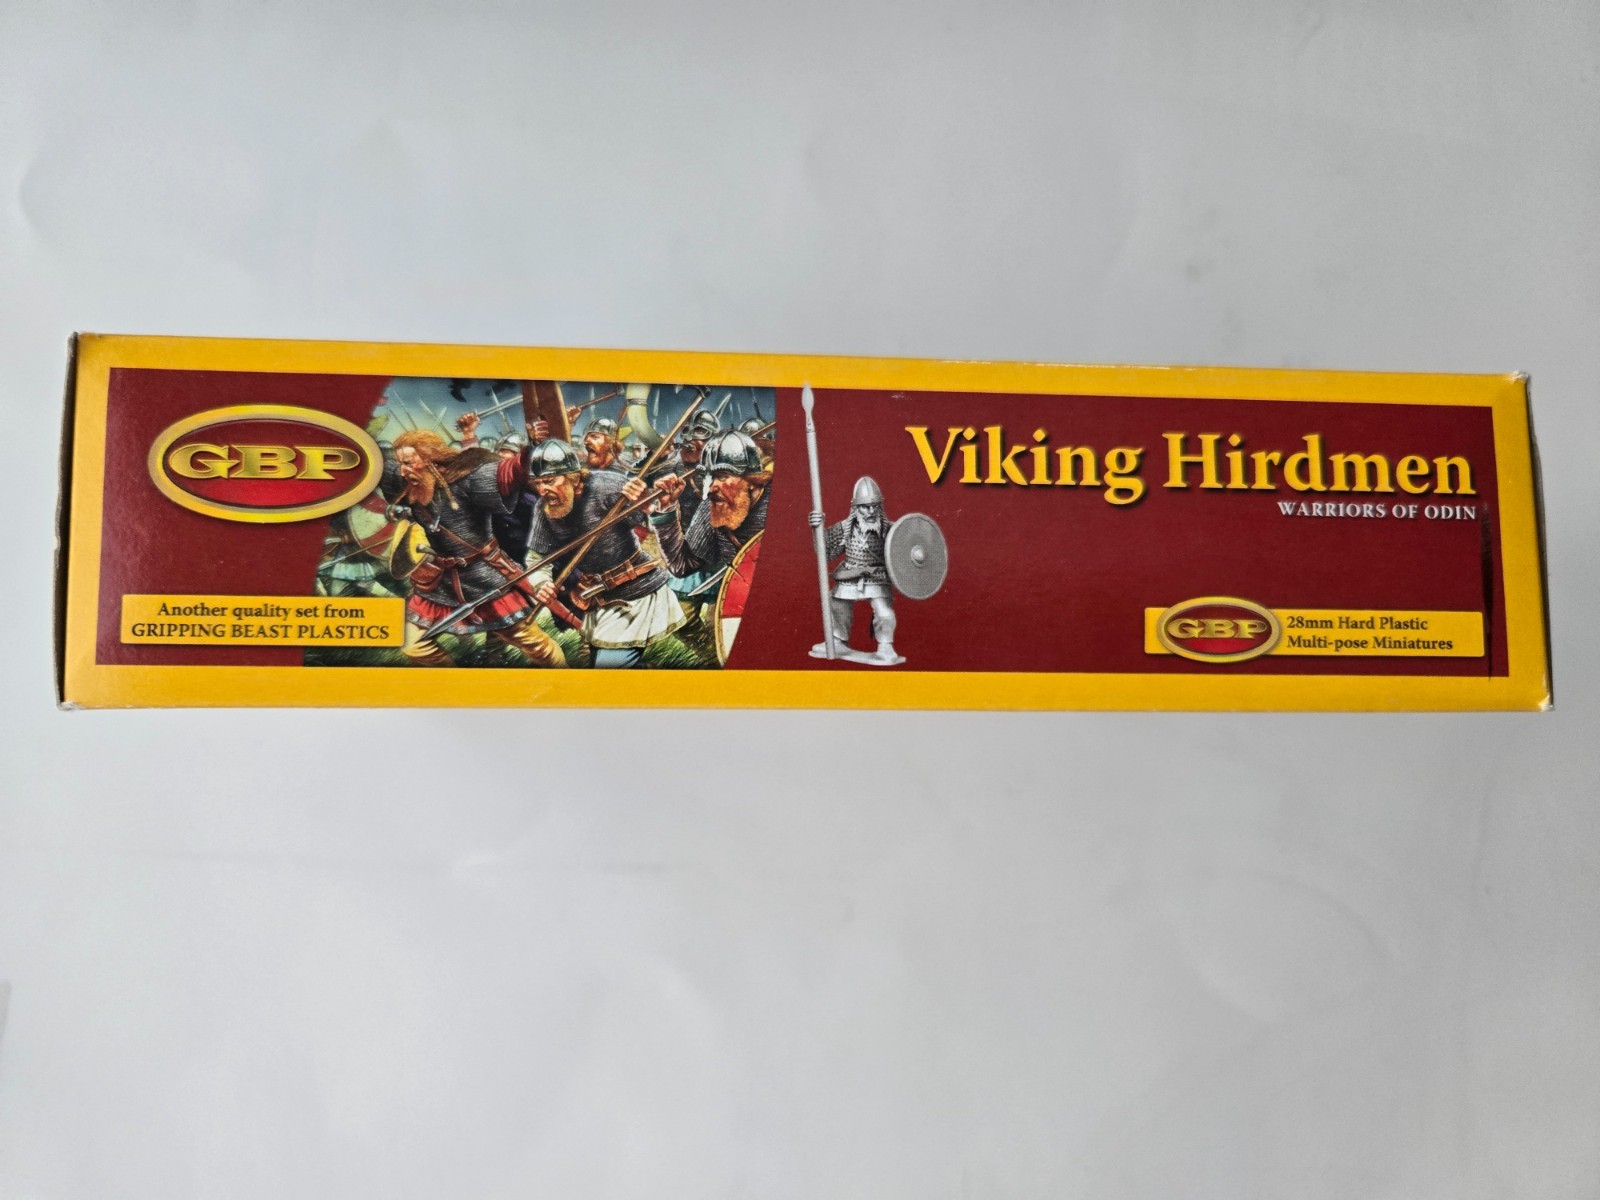 GBP
Another quality set from
GRIPPING BEAST PLASTICS
Viking Hirdmen
WARRIORS OF ODIN
GBP
28mm Hard Plastic
Multi-pose Miniatures